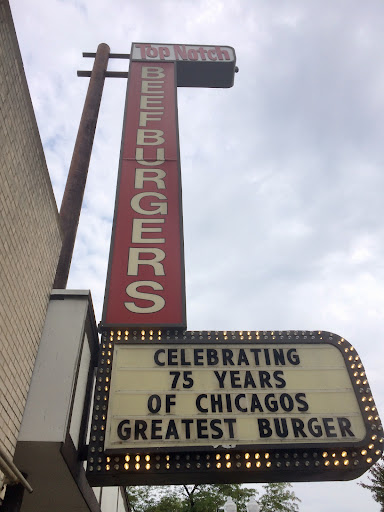 Top Notch
BEEFBURGERS
CELEBRATING
75 YEARS
OF CHICAGOS
GREATEST BURGER